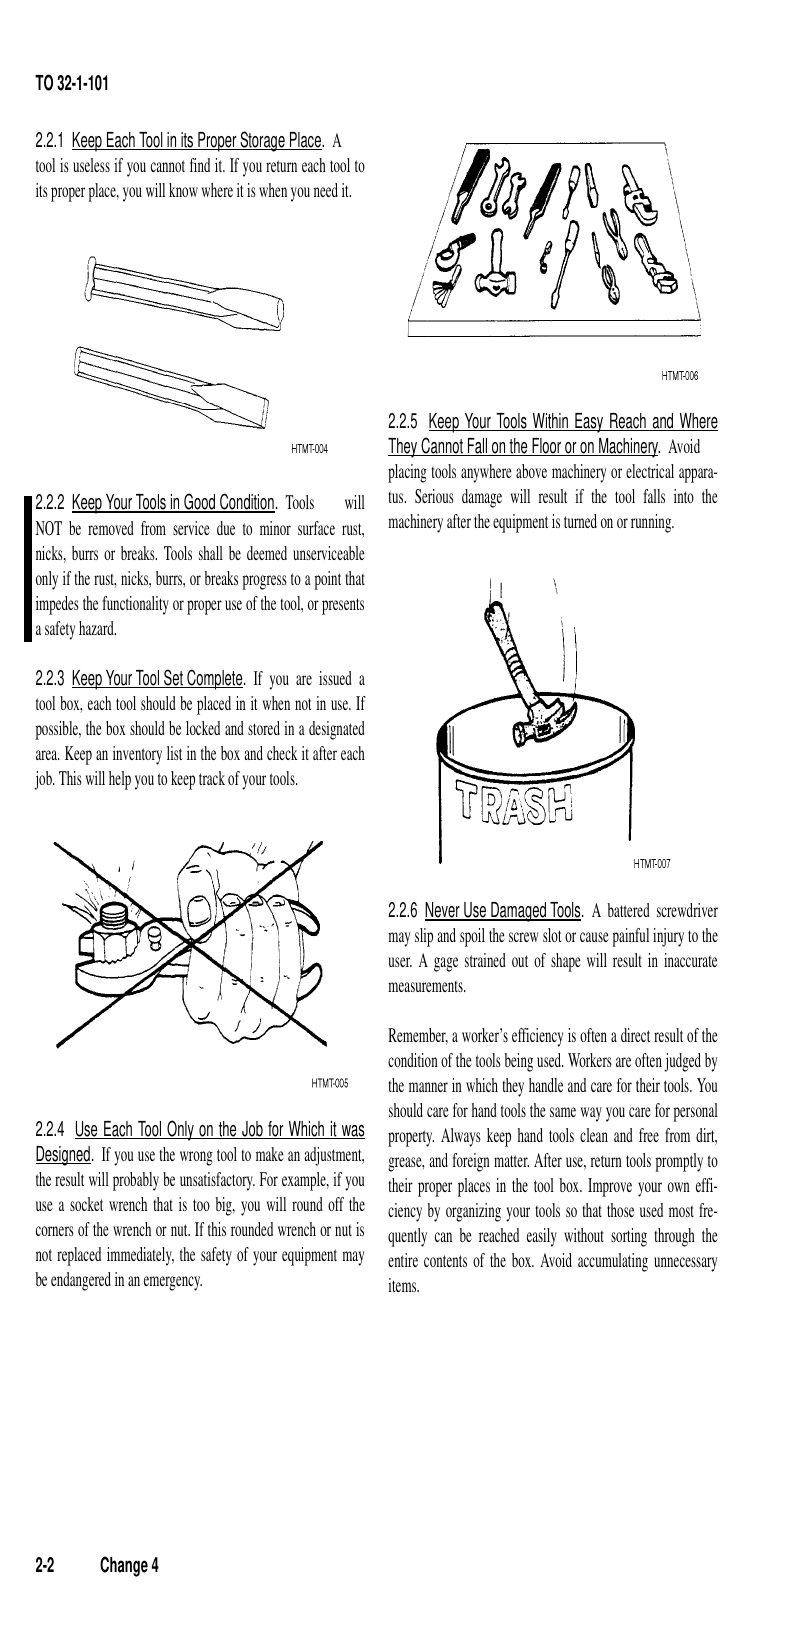 TO 32-1-101
2.2.1 Keep Each Tool in its Proper Storage Place. A
tool is useless if you cannot find it. If you return each tool to
its proper place, you will know where it is when you need it.
HTMT-004
2.2.2 Keep Your Tools in Good Condition. Tools will
NOT be removed from service due to minor surface rust,
nicks, burrs or breaks. Tools shall be deemed unserviceable
only if the rust, nicks, burrs, or breaks progress to a point that
impedes the functionality or proper use of the tool, or presents
a safety hazard.
2.2.3 Keep Your Tool Set Complete. If you are issued a
tool box, each tool should be placed in it when not in use. If
possible, the box should be locked and stored in a designated
area. Keep an inventory list in the box and check it after each
job. This will help you to keep track of your tools.
HTMT-005
2.2.4 Use Each Tool Only on the Job for Which it was
Designed. If you use the wrong tool to make an adjustment,
the result will probably be unsatisfactory. For example, if you
use a socket wrench that is too big, you will round off the
corners of the wrench or nut. If this rounded wrench or nut is
not replaced immediately, the safety of your equipment may
be endangered in an emergency.
HTMT-006
2.2.5 Keep Your Tools Within Easy Reach and Where
They Cannot Fall on the Floor or on Machinery. Avoid
placing tools anywhere above machinery or electrical appara-
tus. Serious damage will result if the tool falls into the
machinery after the equipment is turned on or running.
TRASH
HTMT-007
2.2.6 Never Use Damaged Tools. A battered screwdriver
may slip and spoil the screw slot or cause painful injury to the
user. A gage strained out of shape will result in inaccurate
measurements.
Remember, a worker's efficiency is often a direct result of the
condition of the tools being used. Workers are often judged by
the manner in which they handle and care for their tools. You
should care for hand tools the same way you care for personal
property. Always keep hand tools clean and free from dirt,
grease, and foreign matter. After use, return tools promptly to
their proper places in the tool box. Improve your own effi-
ciency by organizing your tools so that those used most fre-
quently can be reached easily without sorting through the
entire contents of the box. Avoid accumulating unnecessary
items.
2-2 Change 4